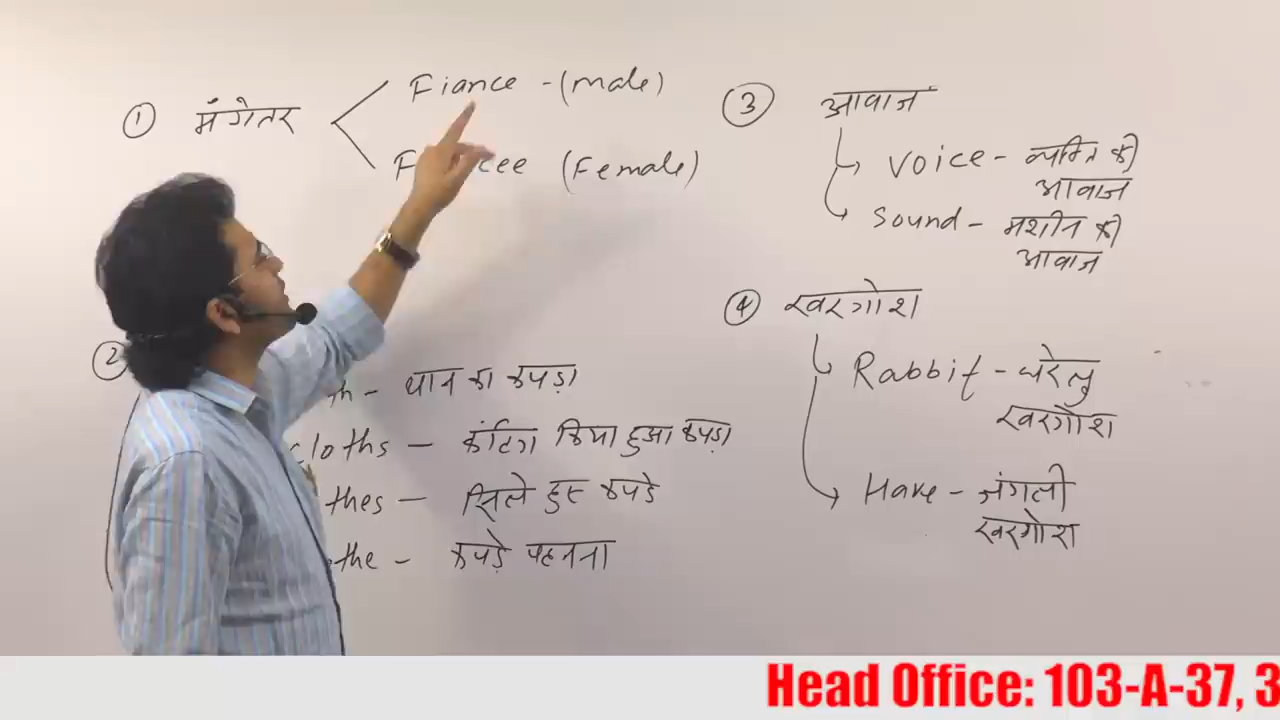 ① मंगेतर
Fiance - (male)
(Female)
②
- थान का कपड़ा
cloths - कटिंग किया हुआ कपड़ा
thes - सिले हुए कपड़े
the - कपड़े पहनना
③ आवाज
voice - व्यक्ति की
आवाज
sound - मशीन की
आवाज
④ खरगोश
Rabbit - घरेलु
खरगोश
Hare - जंगली
खरगोश
Head Office: 103-A-37, 3